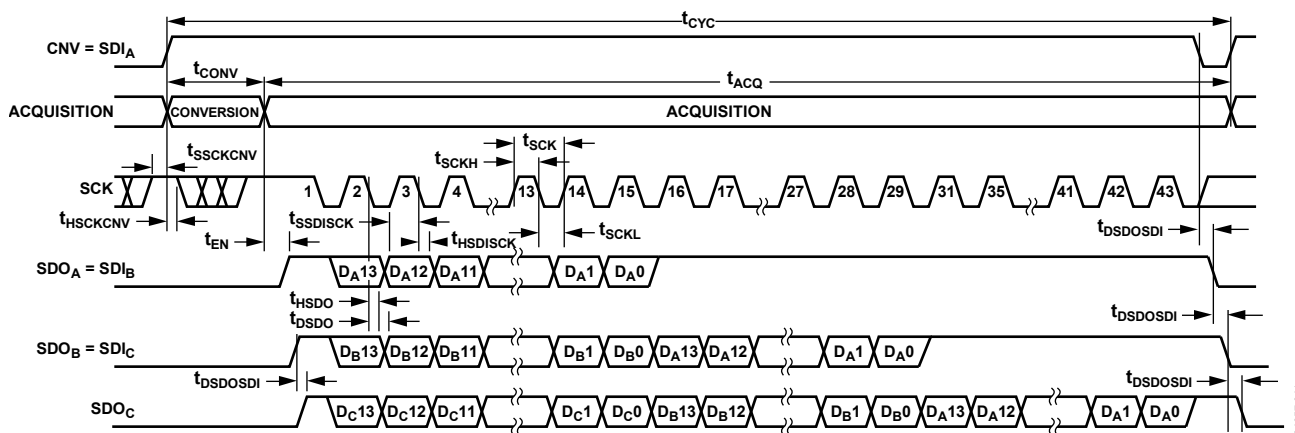 tCYC
CNV = SDIA
tCONV
tACQ
ACQUISITION CONVERSION ACQUISITION
tSSCKCNV
tSCK
tSCKH
SCK 1 2 3 4 13 14 15 16 17 27 28 29 31 35 41 42 43
tHSCKCNV
tSSDISCK
tEN
tHSDISCK
tSCKL
tDSDOSDI
SDOA = SDIB DA13 DA12 DA11 DA1 DA0
tHSDO
tDSDO
tDSDOSDI
SDOB = SDIC DB13 DB12 DB11 DB1 DB0 DA13 DA12 DA1 DA0
tDSDOSDI
tDSDOSDI
SDOC DC13 DC12 DC11 DC1 DC0 DB13 DB12 DB1 DB0 DA13 DA12 DA1 DA0